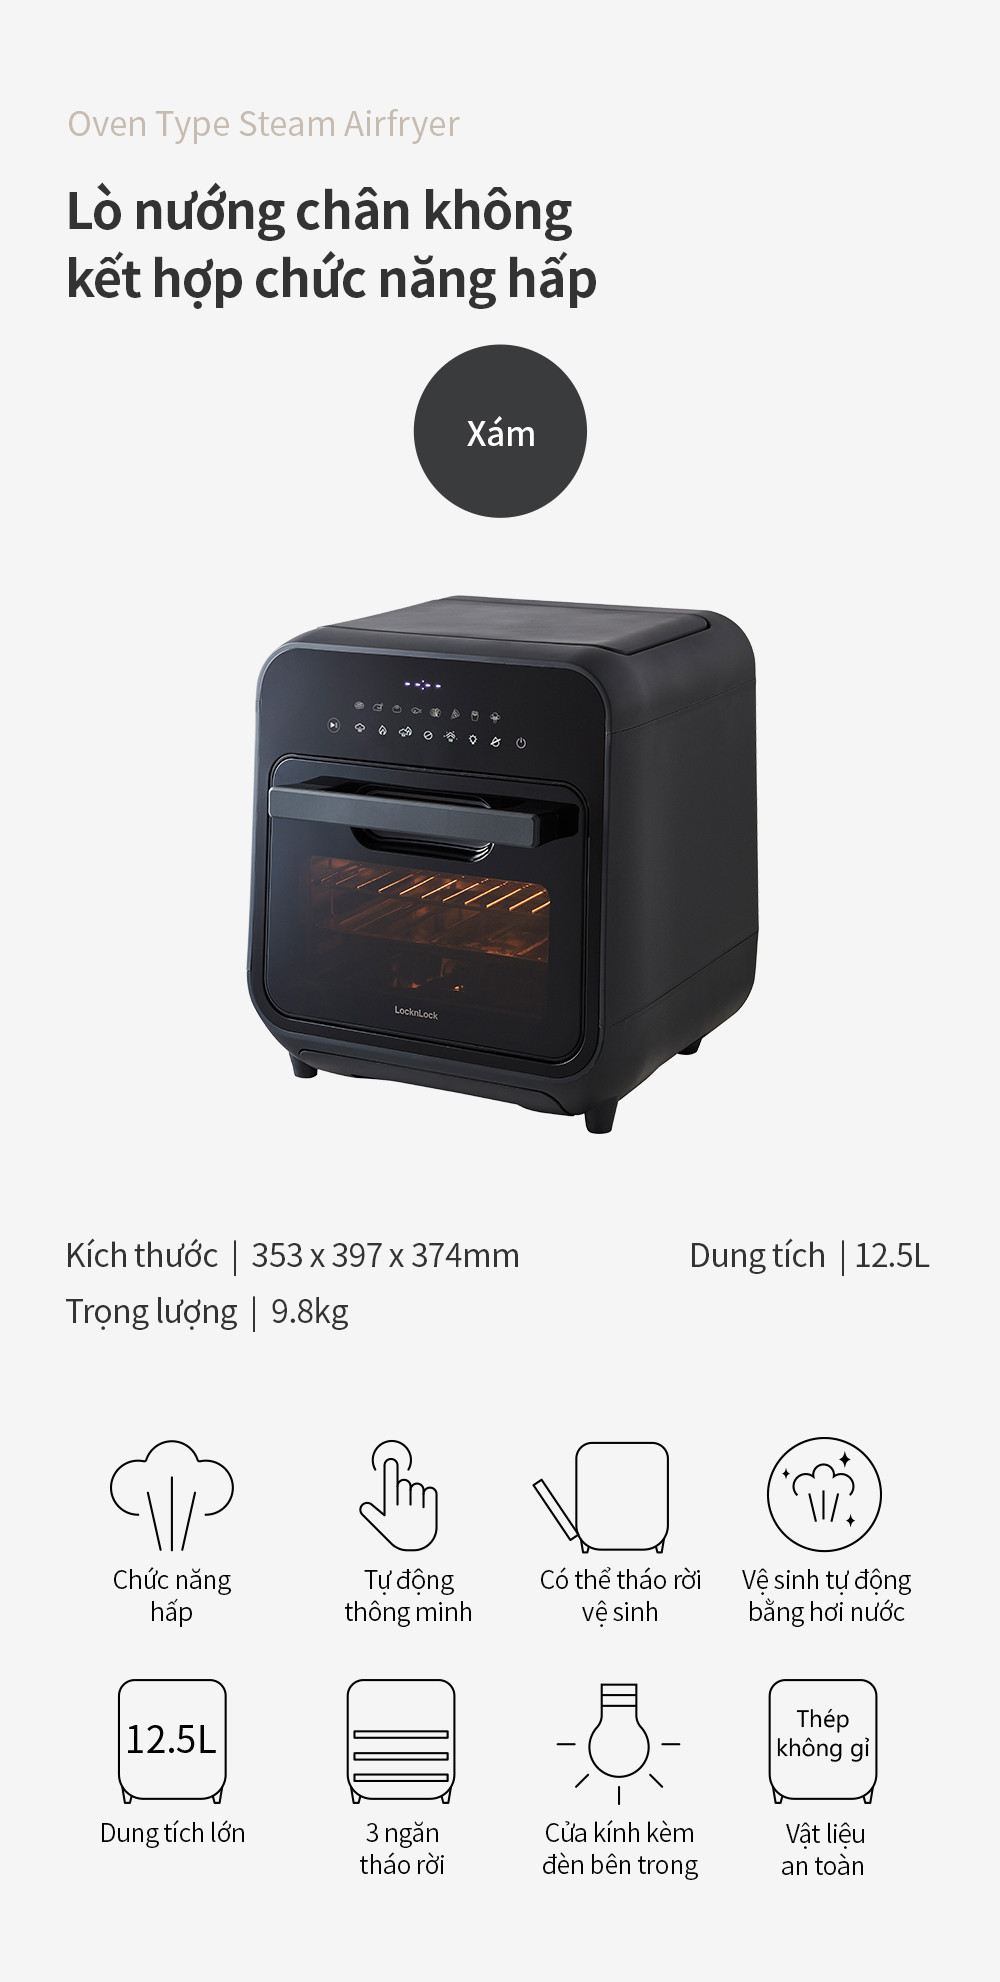 Oven Type Steam Airfryer
Lò nướng chân không
kết hợp chức năng hấp
Xám
LocknLock
Kích thước | 353 x 397 x 374mm
Dung tích | 12.5L
Trọng lượng | 9.8kg
Chức năng
hấp
Tự động
thông minh
Có thể tháo rời
vệ sinh
Vệ sinh tự động
bằng hơi nước
12.5L
Dung tích lớn
3 ngăn
tháo rời
Cửa kính kèm
đèn bên trong
Thép
không gỉ
Vật liệu
an toàn